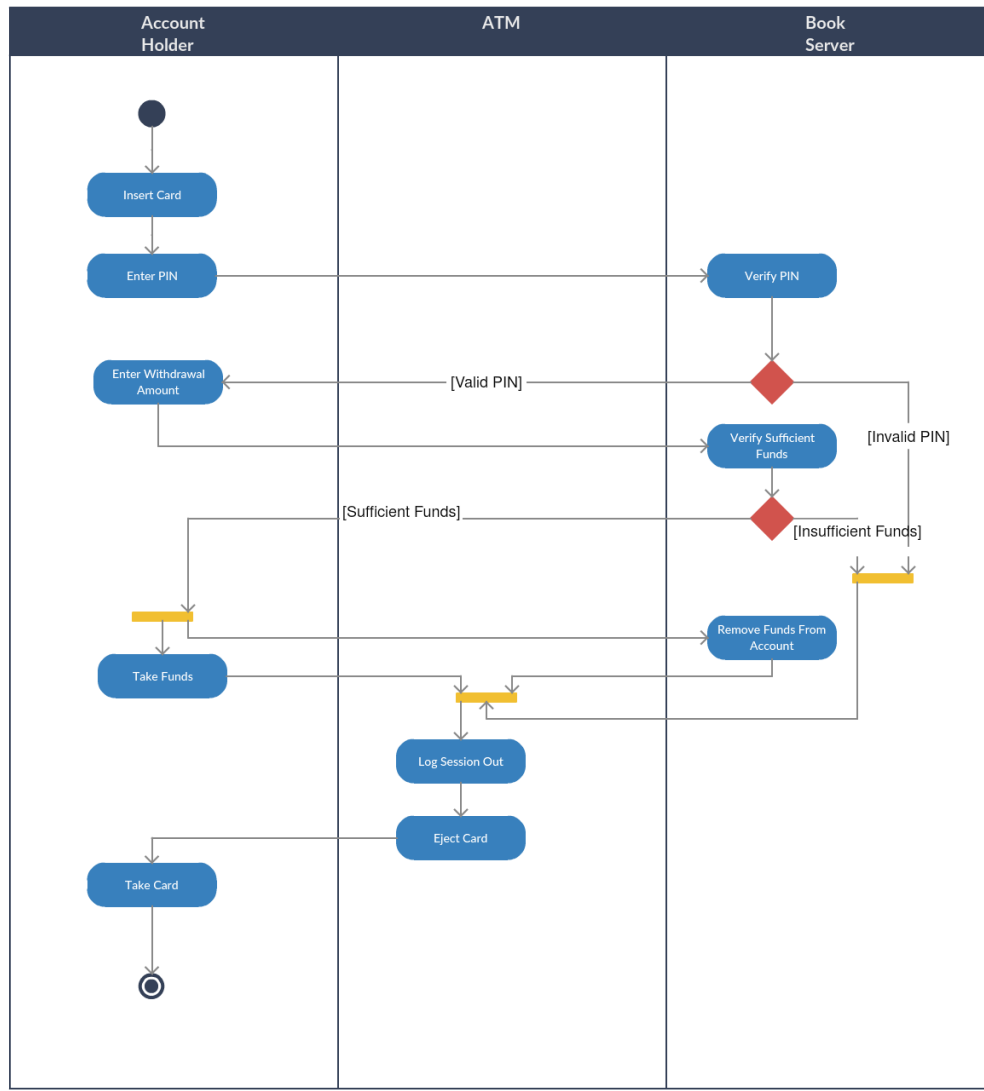 Account
Holder
ATM
Book
Server
Insert Card
Enter PIN
Verify PIN
Enter Withdrawal
Amount
[Valid PIN]
[Invalid PIN]
Verify Sufficient
Funds
[Sufficient Funds]
[Insufficient Funds]
Remove Funds From
Account
Take Funds
Log Session Out
Eject Card
Take Card